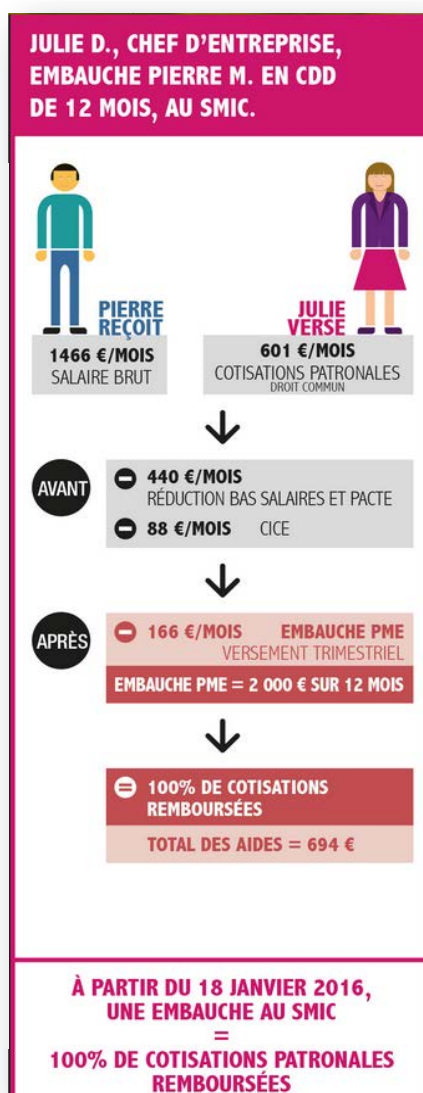 JULIE D., CHEF D'ENTREPRISE,
EMBAUCHE PIERRE M. EN CDD
DE 12 MOIS, AU SMIC.
PIERRE
REÇOIT
1466 €/MOIS
SALAIRE BRUT
JULIE
VERSE
601 €/MOIS
COTISATIONS PATRONALES
DROIT COMMUN
AVANT
440 €/MOIS
RÉDUCTION BAS SALAIRES ET PACTE
88 €/MOIS CICE
APRÈS
166 €/MOIS EMBAUCHE PME
VERSEMENT TRIMESTRIEL
EMBAUCHE PME = 2 000 € SUR 12 MOIS
= 100% DE COTISATIONS
REMBOURSÉES
TOTAL DES AIDES = 694 €
À PARTIR DU 18 JANVIER 2016,
UNE EMBAUCHE AU SMIC
=
100% DE COTISATIONS PATRONALES
REMBOURSÉES